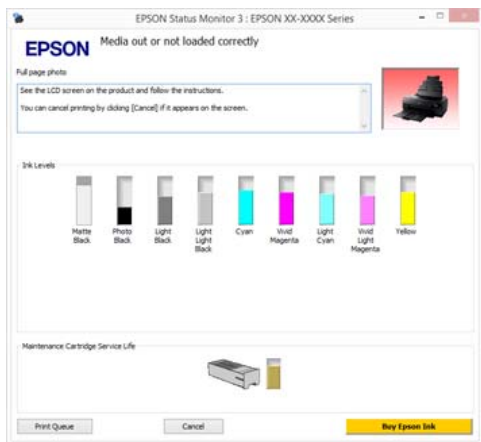 EPSON Status Monitor 3 : EPSON XX-XXXX Series
EPSON
Media out or not loaded correctly
Full page photo
See the LCD screen on the product and follow the instructions.
You can cancel printing by clicking [Cancel] if it appears on the screen.
Ink Levels
Matte
Black
Photo
Black
Light
Black
Light
Light
Black
Cyan
Vivid
Magenta
Light
Cyan
Vivid
Light
Magenta
Yellow
Maintenance Cartridge Service Life
Print Queue
Cancel
Buy Epson Ink